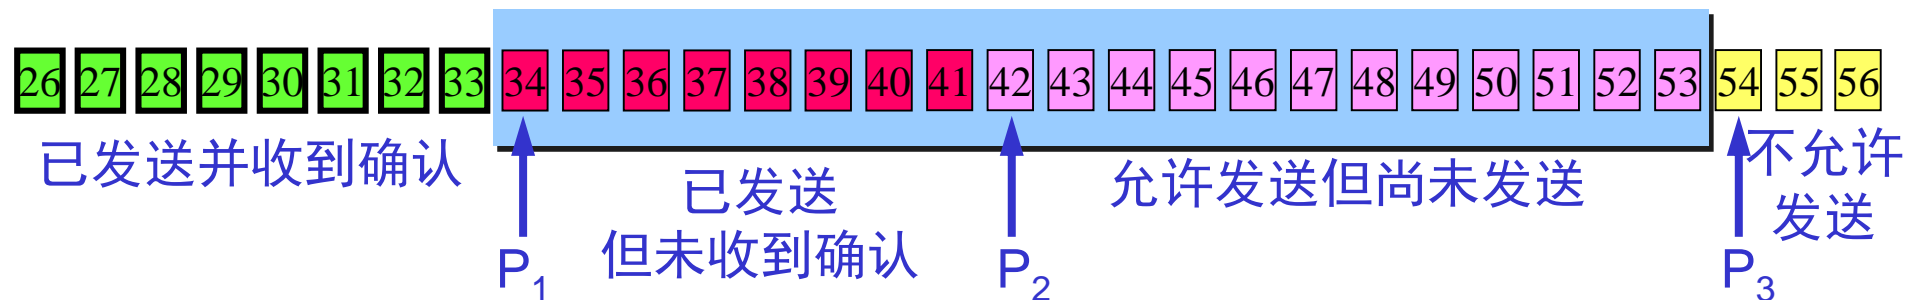 26 27 28 29 30 31 32 33 34 35 36 37 38 39 40 41 42 43 44 45 46 47 48 49 50 51 52 53 54 55 56
已发送并收到确认
已发送
但未收到确认
允许发送但尚未发送
不允许
发送
P1 P2 P3